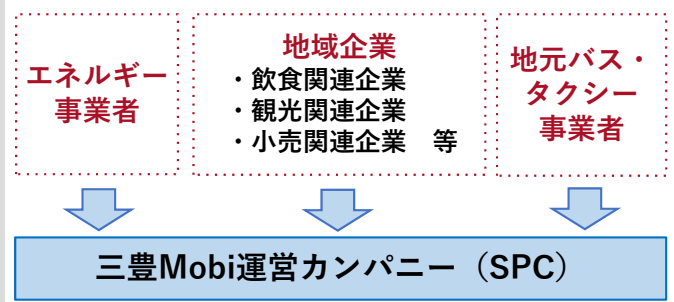 エネルギー
事業者
地域企業
・飲食関連企業
・観光関連企業
・小売関連企業　等
地元バス・
タクシー
事業者
三豊Mobi運営カンパニー（SPC）